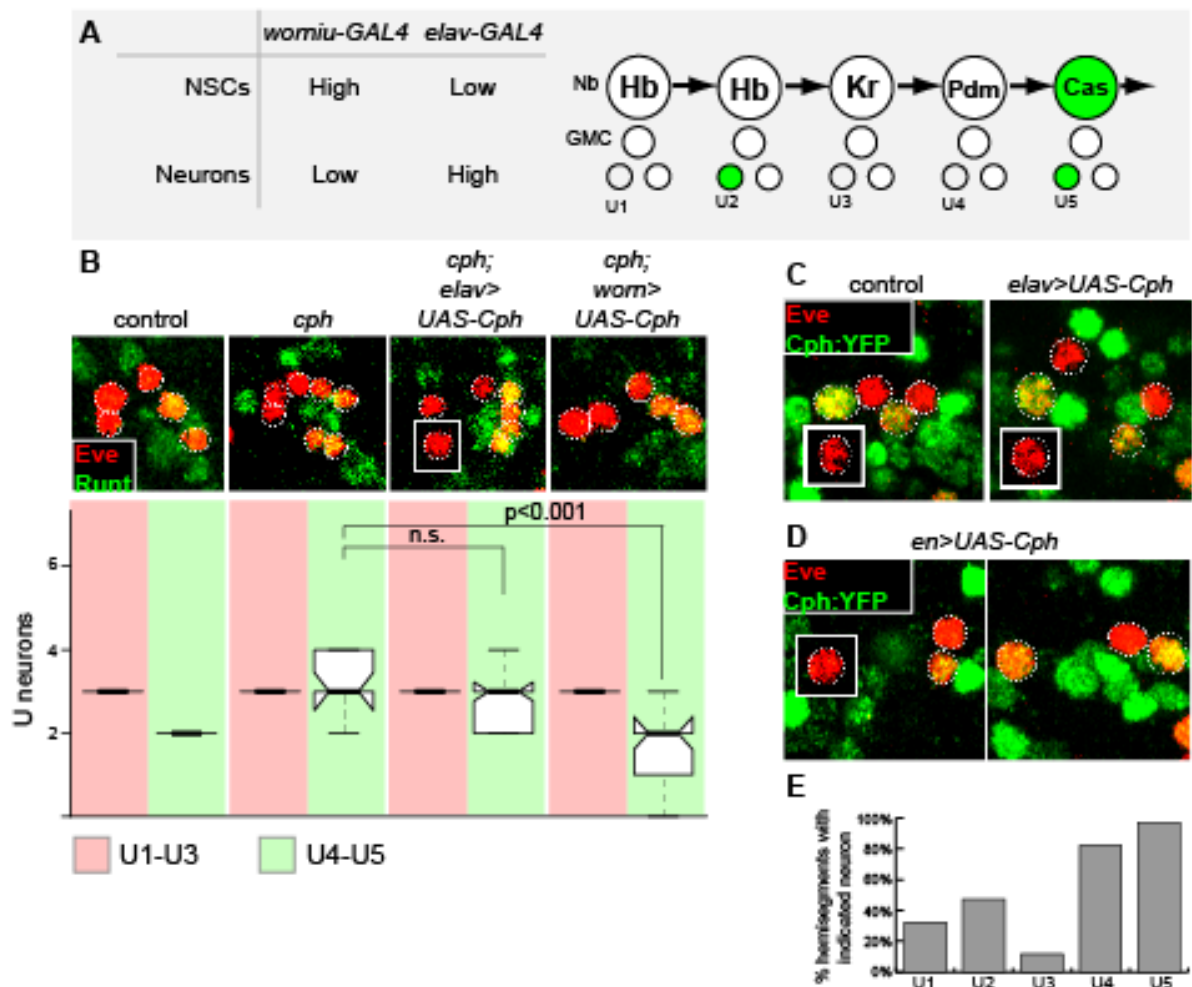 A
worniu-GAL4 elav-GAL4
NSCs High Low
Neurons Low High
Nb Hb Hb Kr Pdm Cas
GMC
U1 U2 U3 U4 U5
B
control
cph
cph;
elav>
UAS-Cph
cph;
worn>
UAS-Cph
Eve
Runt
p<0.001
n.s.
U neurons
6
4
2
U1-U3 U4-U5
C
control elav>UAS-Cph
Eve
Cph:YFP
D
en>UAS-Cph
Eve
Cph:YFP
E
% hemisegments with
indicated neuron
100%
80%
60%
40%
20%
0%
U1 U2 U3 U4 U5